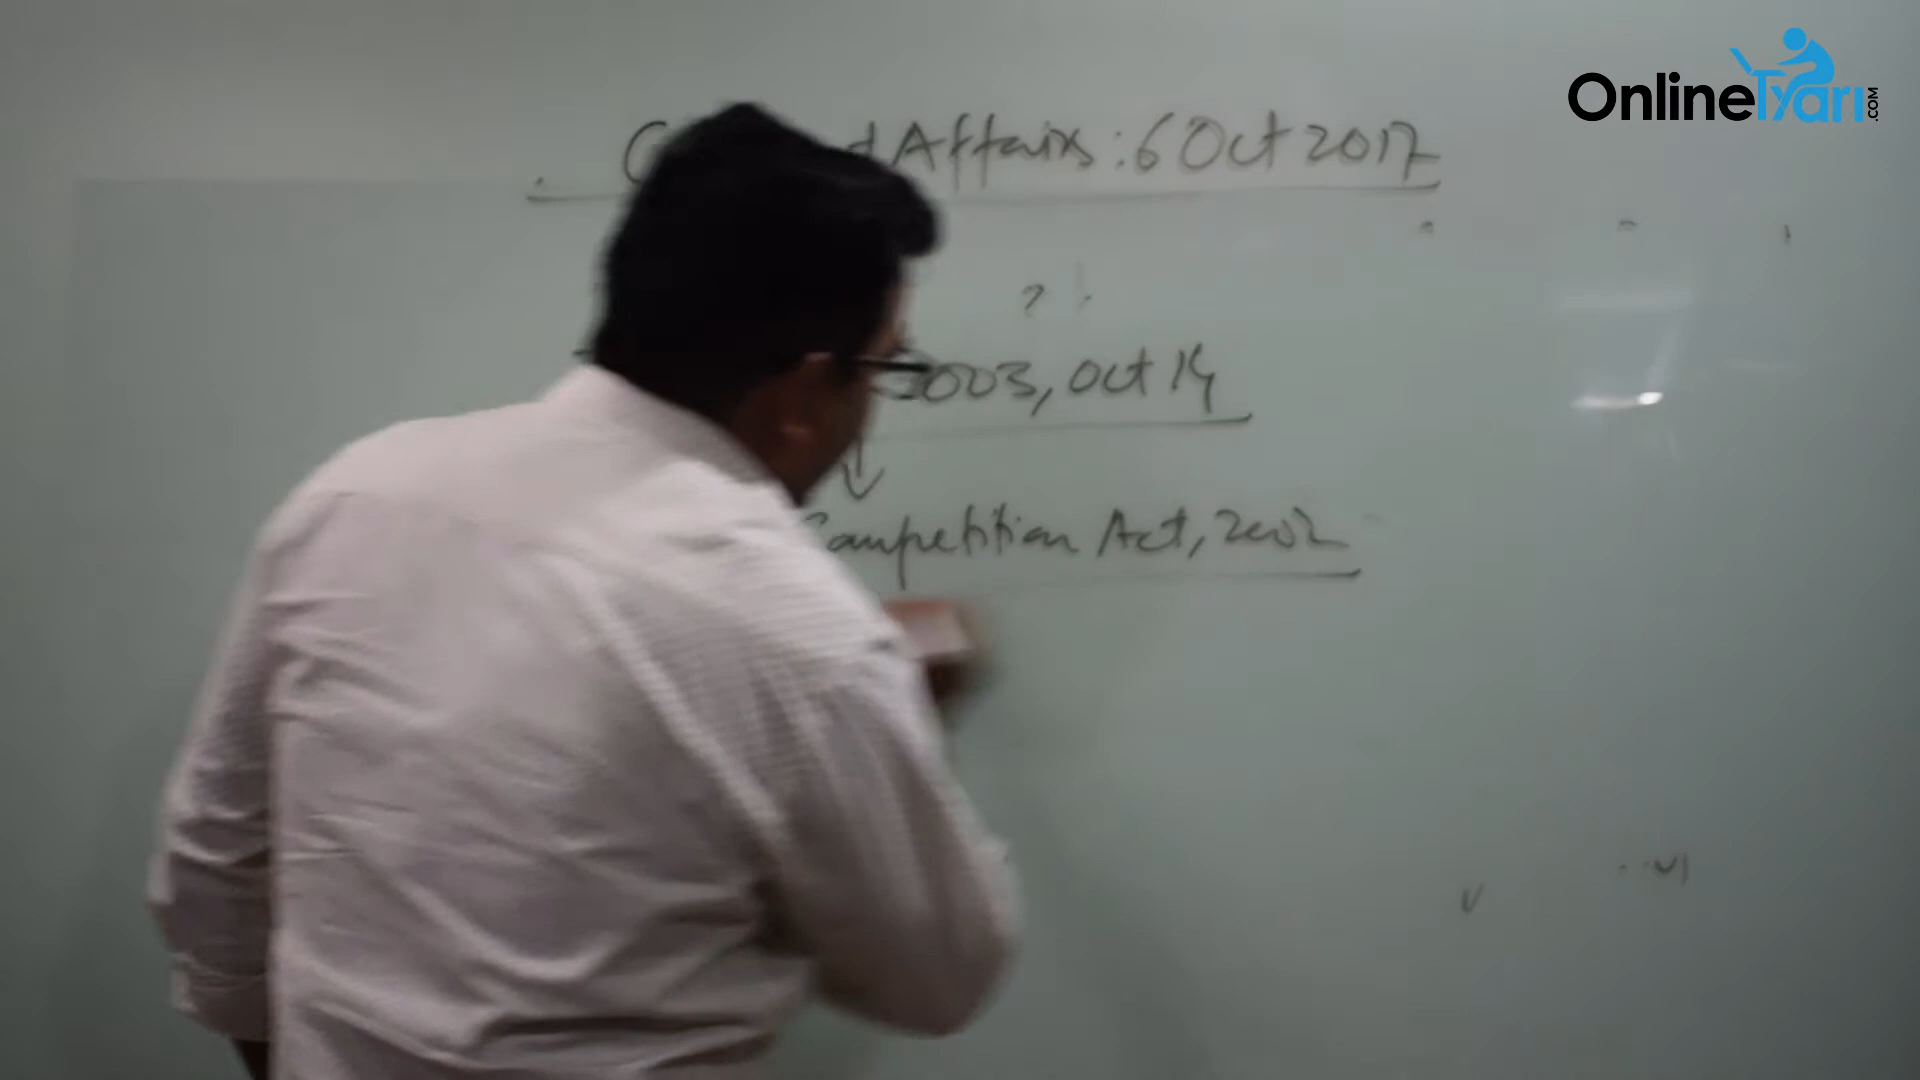 OnlineTyari.COM
Affairs : 6 Oct 2017
?
2003, Oct 14
Competition Act, 2002